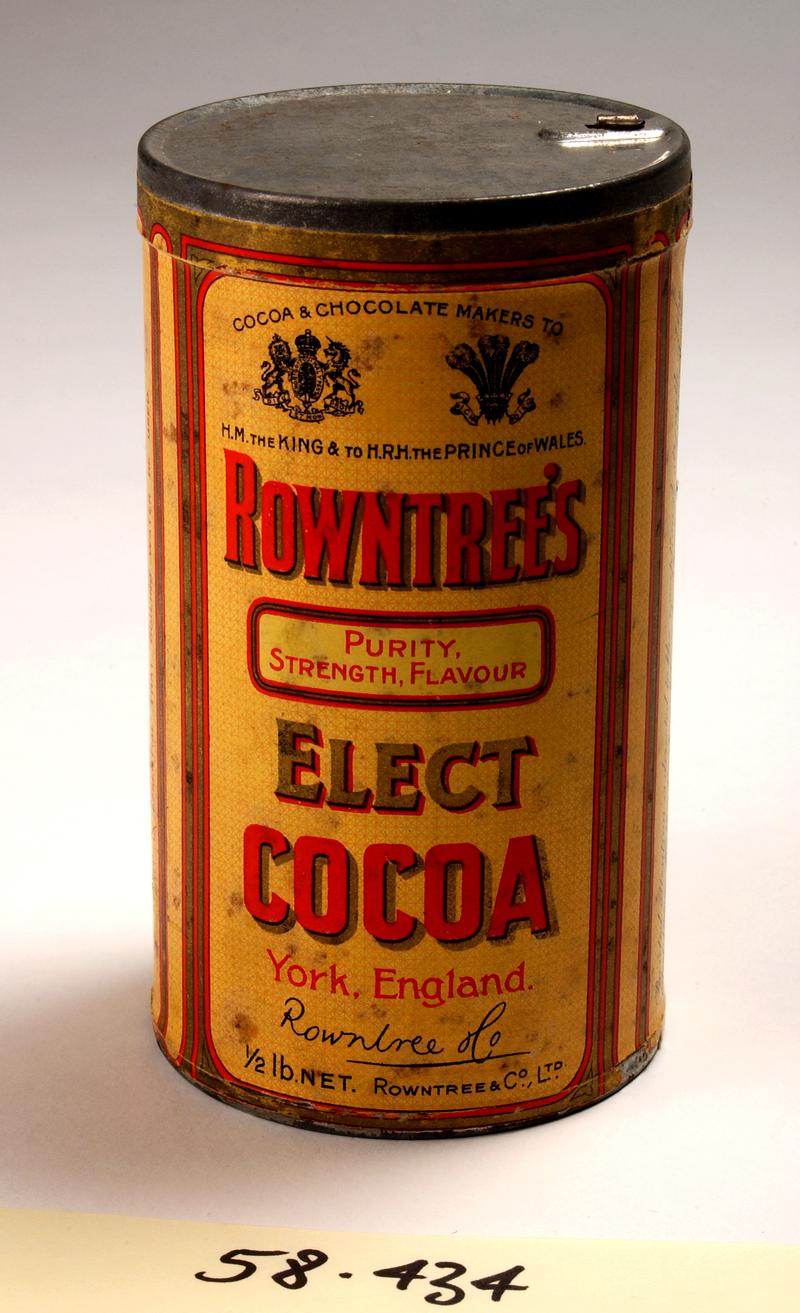 COCOA & CHOCOLATE MAKERS TO
H.M. THE KING & TO H.R.H. THE PRINCE OF WALES.
ROWNTREE'S
PURITY,
STRENGTH, FLAVOUR
ELECT
COCOA
York, England.
Rowntree & Co
1/2 lb. NET. ROWNTREE & Co., LTD.
58.434